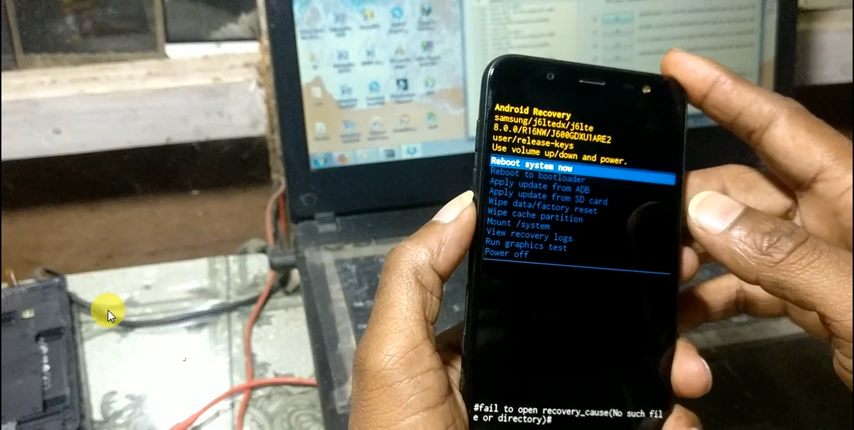 Android Recovery
samsung/j6ltedx/j6lte
8.0.0/R16NW/J600GDXU1ARE2
user/release-keys
Use volume up/down and power.
Reboot system now
Reboot to bootloader
Apply update from ADB
Apply update from SD card
Wipe data/factory reset
Wipe cache partition
Mount /system
View recovery logs
Run graphics test
Power off
#fail to open recovery_cause(No such fil
e or directory)#